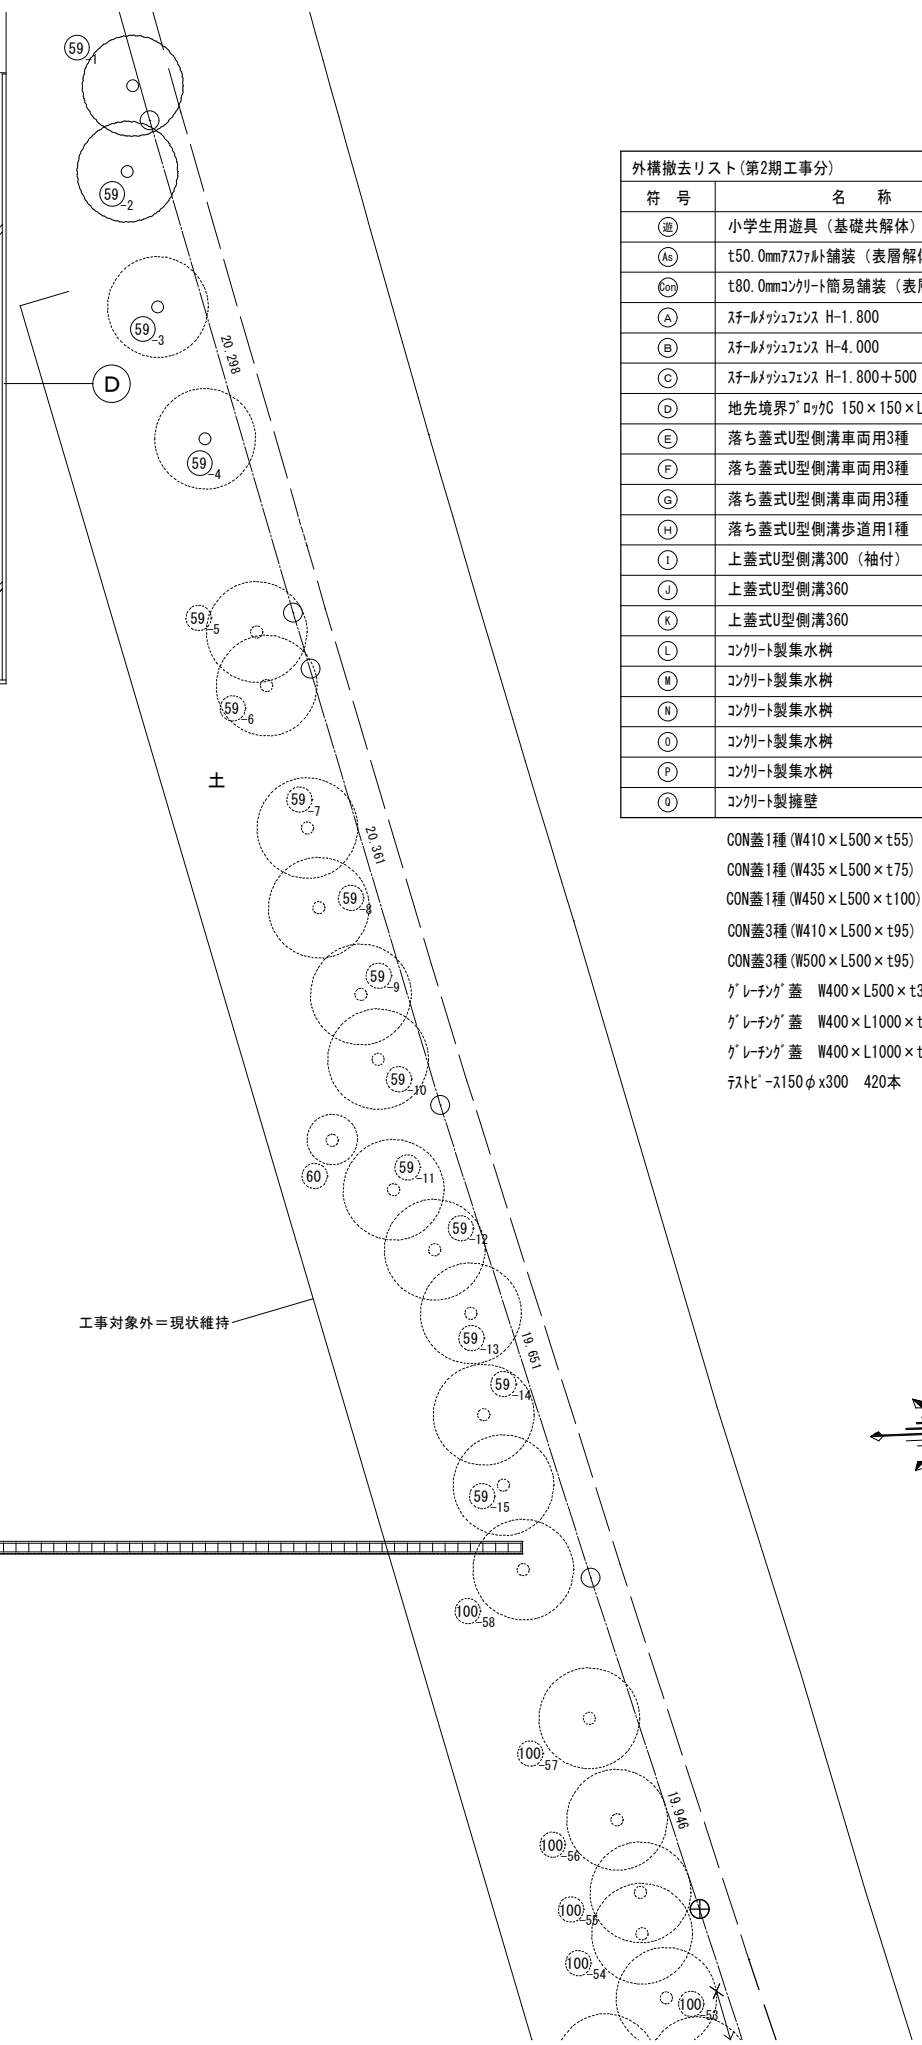 59-1
59-2
59-3
20.298
D
59-4
59-5
59-6
土
59-7
20.361
59-8
59-9
59-10
60
59-11
59-12
工事対象外＝現状維持
59-13
19.651
59-14
59-15
100-58
100-57
19.946
100-56
100-55
100-54
100-53
外構撤去リスト(第2期工事分)
符 号 名 称
遊 小学生用遊具（基礎共解体）
As t50.0mmｱｽﾌｧﾙﾄ舗装（表層解
Con t80.0mmｺﾝｸﾘｰﾄ簡易舗装（表
A ｽﾁｰﾙﾒｯｼｭﾌｪﾝｽ H-1.800
B ｽﾁｰﾙﾒｯｼｭﾌｪﾝｽ H-4.000
C ｽﾁｰﾙﾒｯｼｭﾌｪﾝｽ H-1.800＋500
D 地先境界ﾌﾞﾛｯｸC 150×150×L
E 落ち蓋式U型側溝車両用3種
F 落ち蓋式U型側溝車両用3種
G 落ち蓋式U型側溝車両用3種
H 落ち蓋式U型側溝歩道用1種
I 上蓋式U型側溝300（袖付）
J 上蓋式U型側溝360
K 上蓋式U型側溝360
L ｺﾝｸﾘｰﾄ製集水桝
M ｺﾝｸﾘｰﾄ製集水桝
N ｺﾝｸﾘｰﾄ製集水桝
O ｺﾝｸﾘｰﾄ製集水桝
P ｺﾝｸﾘｰﾄ製集水桝
Q ｺﾝｸﾘｰﾄ製擁壁
CON蓋1種(W410×L500×t55)
CON蓋1種(W435×L500×t75)
CON蓋1種(W450×L500×t100)
CON蓋3種(W410×L500×t95)
CON蓋3種(W500×L500×t95)
ｸﾞﾚｰﾁﾝｸﾞ蓋 W400×L500×t3
ｸﾞﾚｰﾁﾝｸﾞ蓋 W400×L1000×t
ｸﾞﾚｰﾁﾝｸﾞ蓋 W400×L1000×t
ﾃｽﾄﾋﾟｰｽ150φx300 420本